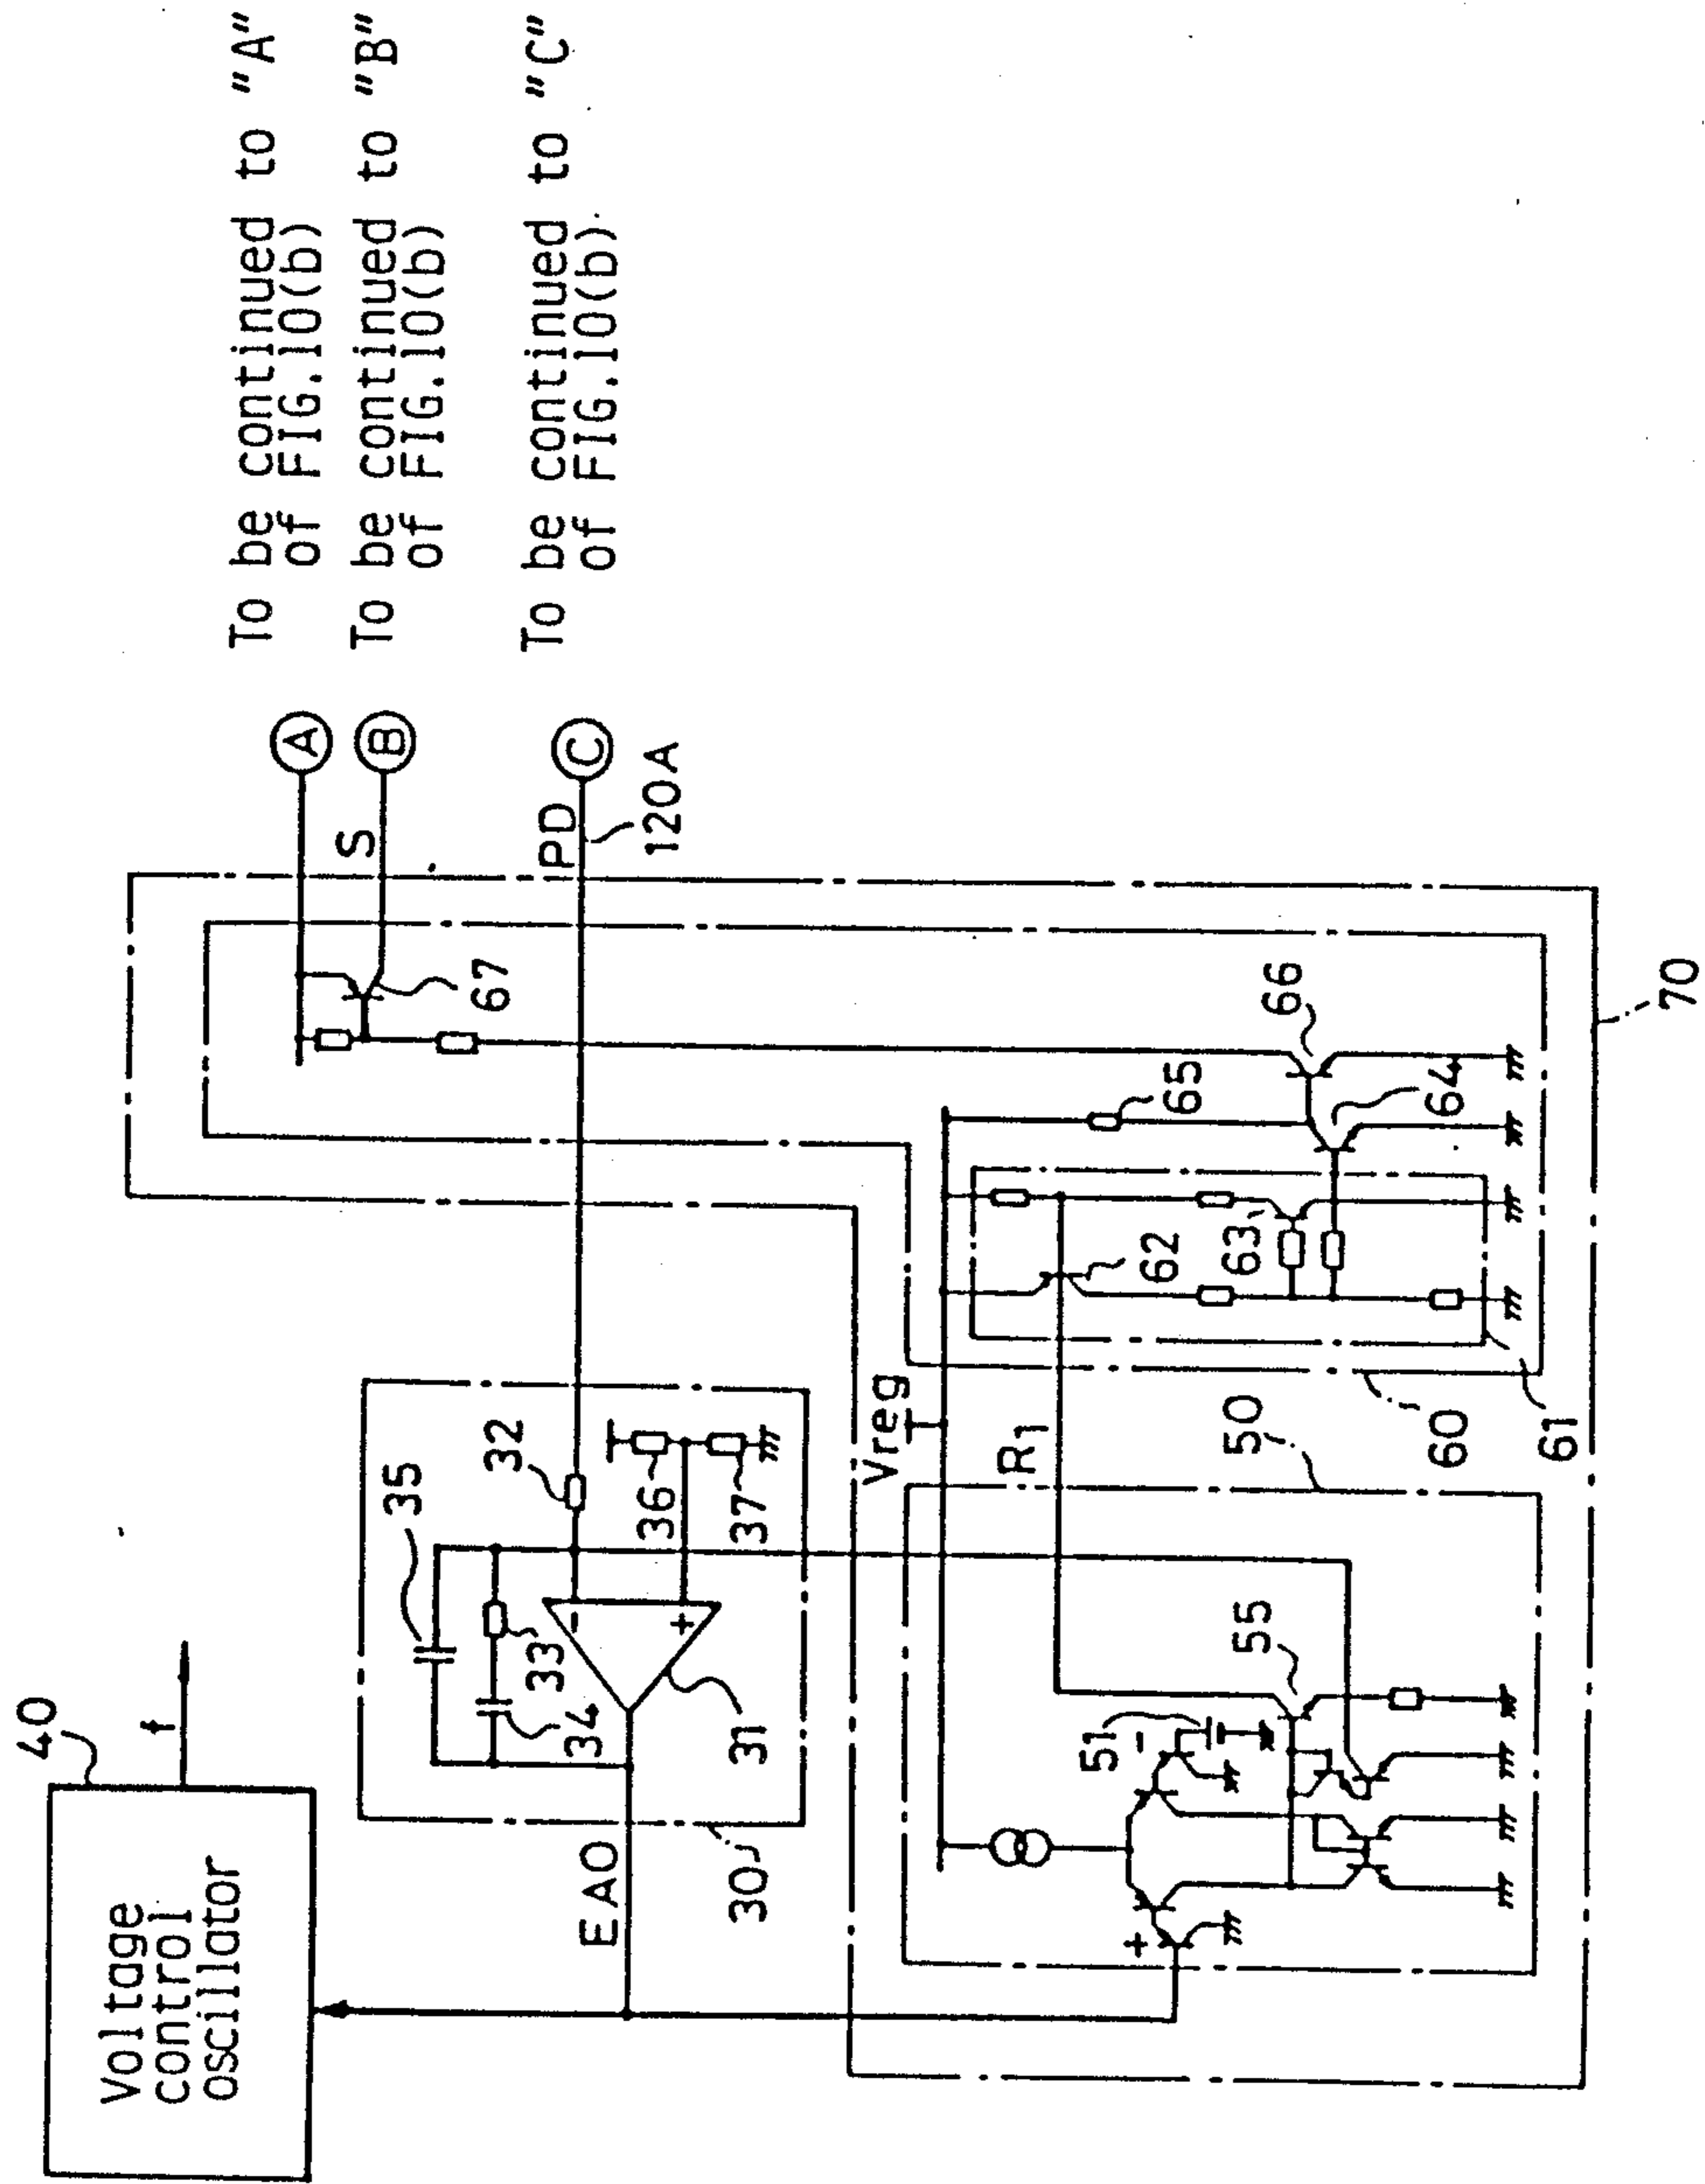 To be continued to "A"
of FIG.10(b)
To be continued to "B"
of FIG.10(b)
To be continued to "C"
of FIG.10(b)
A
B
C
S
PD
120A
67
40
Voltage
control
oscillator
f
35
32
33
34
36
37
31
30
EAO
Vreg
R1
62
63
65
66
64
61
60
70
50
51
55
-
+
-
+